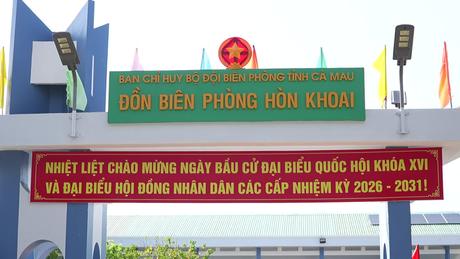 BAN CHỈ HUY BỘ ĐỘI BIÊN PHÒNG TỈNH CÀ MAU
ĐỒN BIÊN PHÒNG HÒN KHOAI
NHIỆT LIỆT CHÀO MỪNG NGÀY BẦU CỬ ĐẠI BIỂU QUỐC HỘI KHÓA XVI
VÀ ĐẠI BIỂU HỘI ĐỒNG NHÂN DÂN CÁC CẤP NHIỆM KỲ 2026 - 2031!